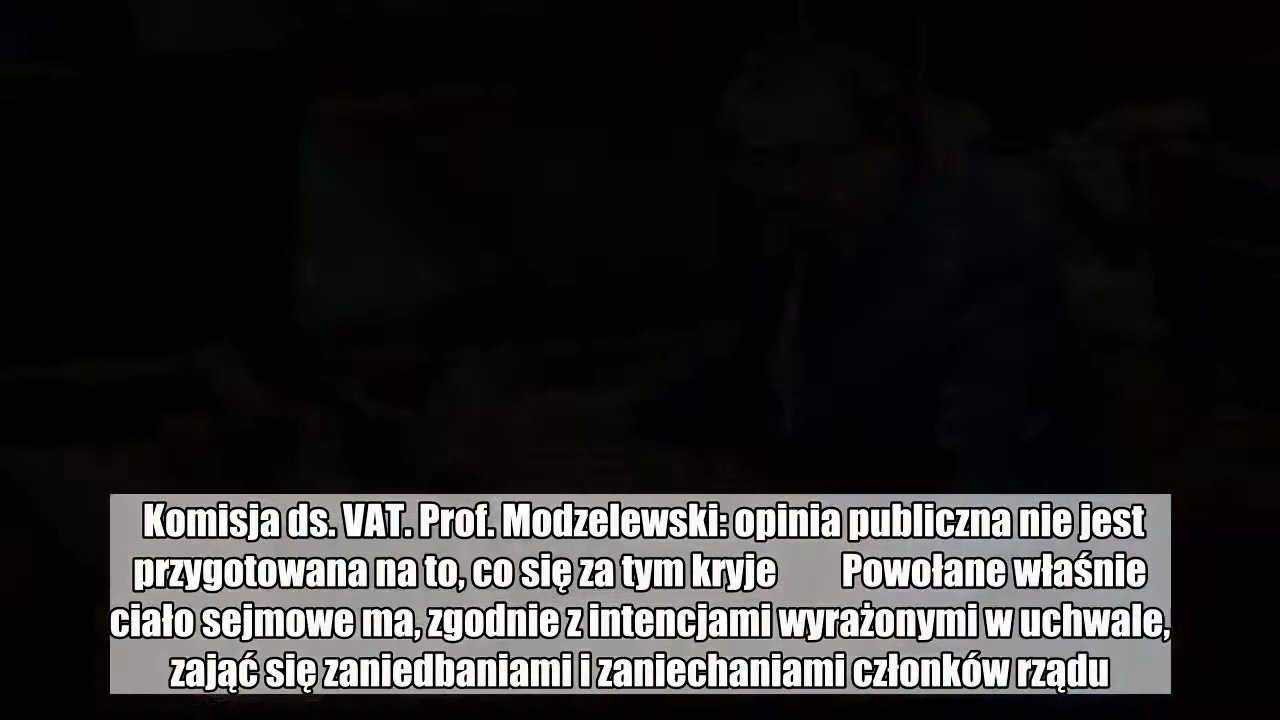 Komisja ds. VAT. Prof. Modzelewski: opinia publiczna nie jest
przygotowana na to, co się za tym kryje Powołane właśnie
ciało sejmowe ma, zgodnie z intencjami wyrażonymi w uchwale,
zająć się zaniedbaniami i zaniechaniami członków rządu